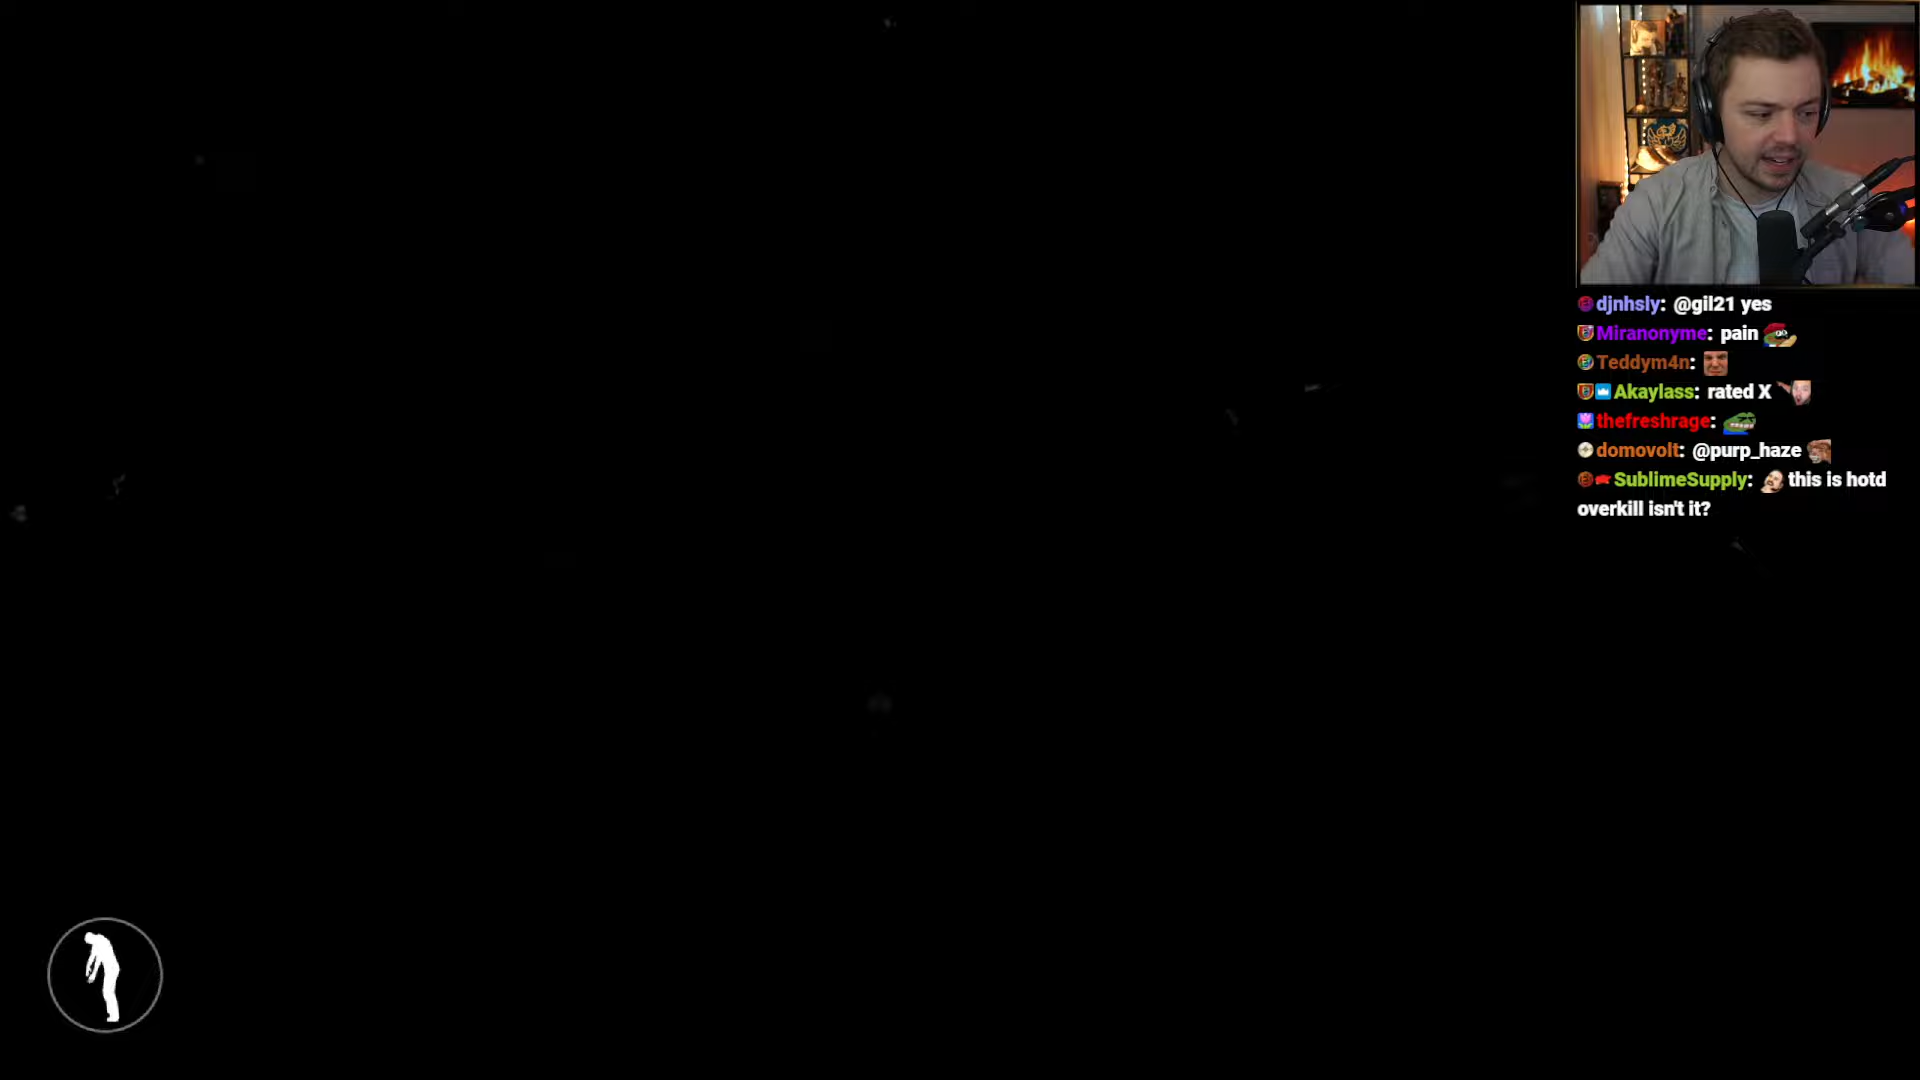 djnhsly: @gil21 yes
Miranonyme: pain
Teddym4n:
Akaylass: rated X
thefreshrage:
domovolt: @purp_haze
SublimeSupply: this is hotd
overkill isn't it?